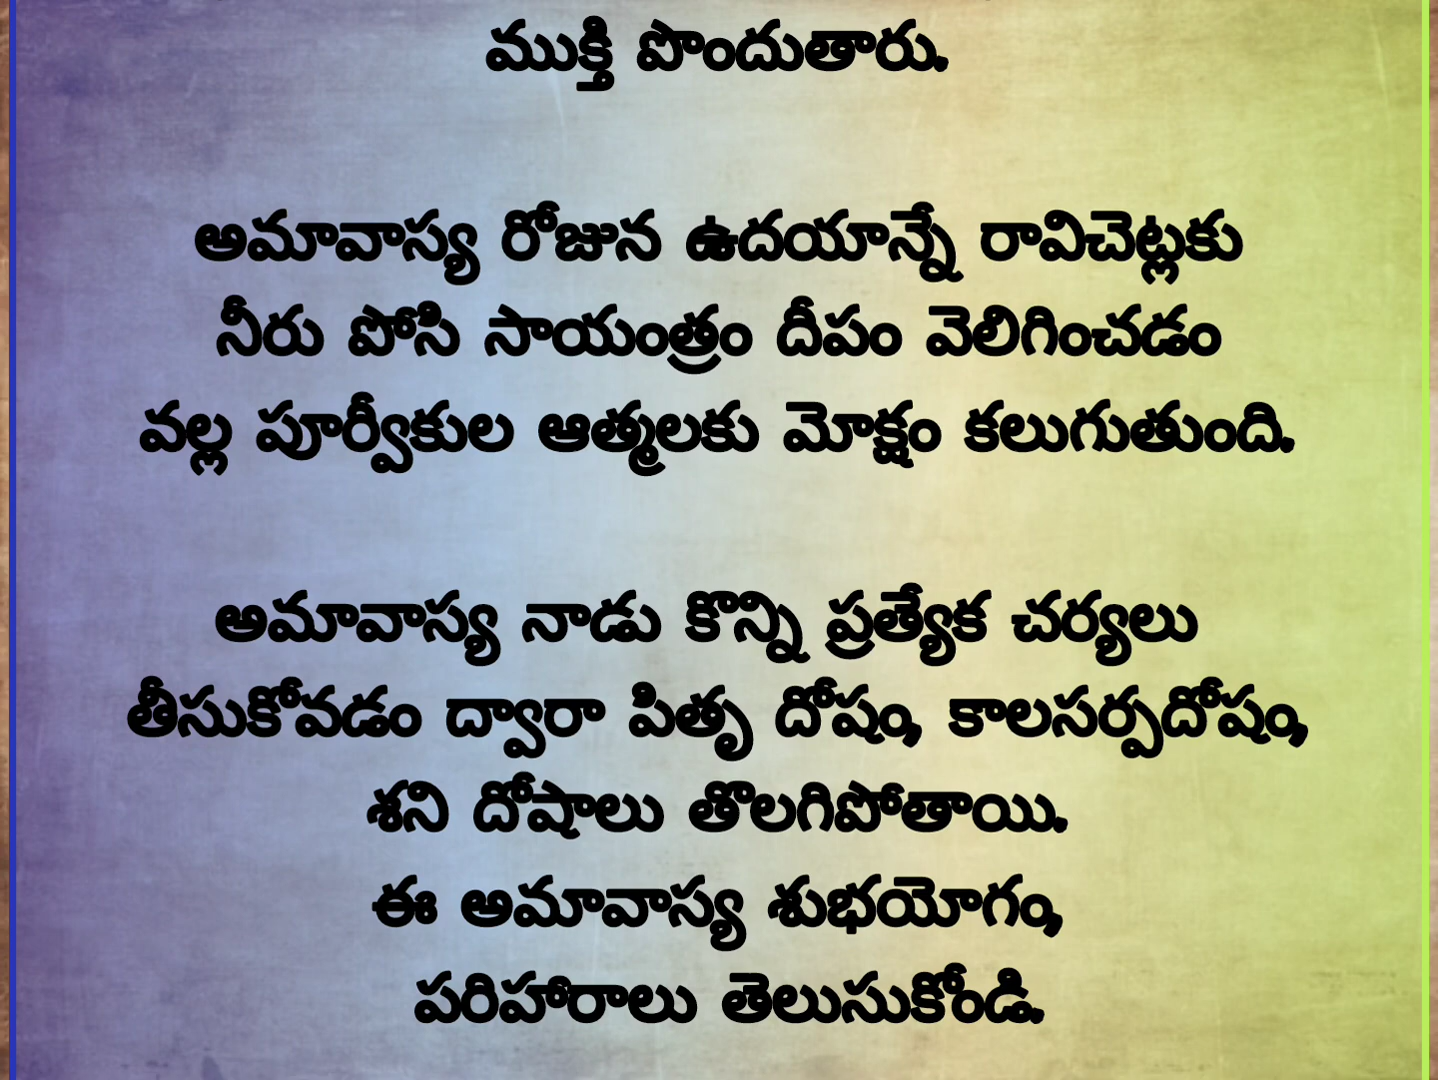 ముక్తి పొందుతారు.
అమావాస్య రోజున ఉదయాన్నే రావిచెట్లకు
నీరు పోసి సాయంత్రం దీపం వెలిగించడం
వల్ల పూర్వీకుల ఆత్మలకు మోక్షం కలుగుతుంది.
అమావాస్య నాడు కొన్ని ప్రత్యేక చర్యలు
తీసుకోవడం ద్వారా పితృ దోషం, కాలసర్పదోషం,
శని దోషాలు తొలగిపోతాయి.
ఈ అమావాస్య శుభయోగం,
పరిహారాలు తెలుసుకోండి.